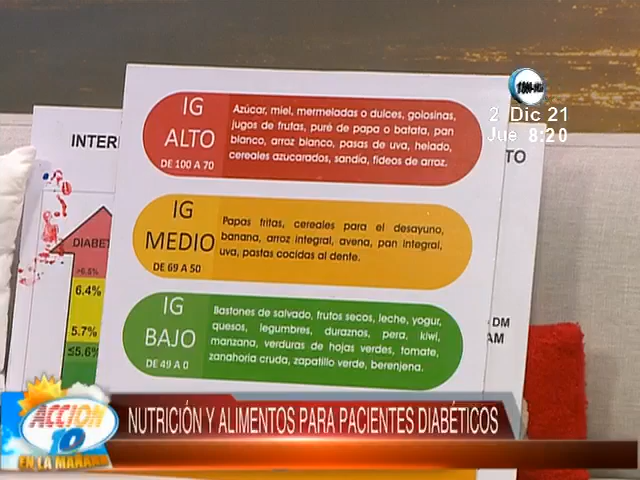 2 Dic 21
Jue 8:20
IG
ALTO
DE 100 A 70
Azúcar, miel, mermeladas o dulces, golosinas,
jugos de frutas, puré de papa o batata, pan
blanco, arroz blanco, pasas de uva, helado,
cereales azucarados, sandía, fideos de arroz.
IG
MEDIO
DE 69 A 50
Papas fritas, cereales para el desayuno,
banana, arroz integral, avena, pan integral,
uva, pastas cocidas al dente.
IG
BAJO
DE 49 A 0
Bastones de salvado, frutos secos, leche, yogur,
quesos, legumbres, duraznos, pera, kiwi,
manzana, verduras de hojas verdes, tomate,
zanahoria cruda, zapatillo verde, berenjena.
INTER
TO
DIABET
>6.5%
6.4%
5.7%
≤5.6%
DM
AM
ACCION
10
EN LA MAÑANA
NUTRICIÓN Y ALIMENTOS PARA PACIENTES DIABÉTICOS